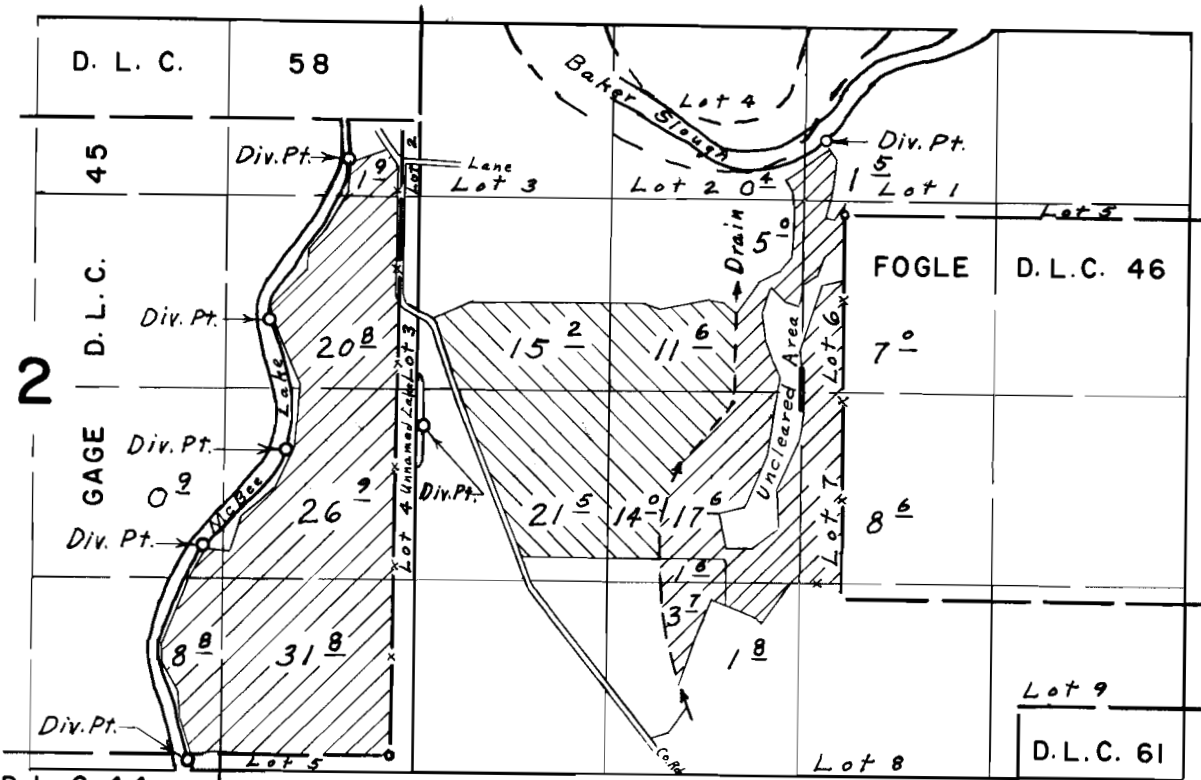 D. L. C. 58
Baker Slough
Lot 4
Div. Pt.
Div. Pt.
Lot 2
Lane
1 9
Lot 3
Lot 2
0 4
1 5
Lot 1
Lot 5
GAGE D.L.C. 45
Drain
5 0
FOGLE D. L.C. 46
Div. Pt.
20 8
15 2
11 6
Lot 6
7 0
2
Lake
Lot 3
Uncleared Area
Div. Pt.
0 9
McBee
26 9
Unnamed Lake
Lot 4
Div. Pt.
21 5
14 0
17 6
Lot 7
8 6
Div. Pt.
3 7
8 8
31 8
1 8
Div. Pt.
Lot 5
Co. Rd
Lot 8
Lot 9
D.L.C. 61